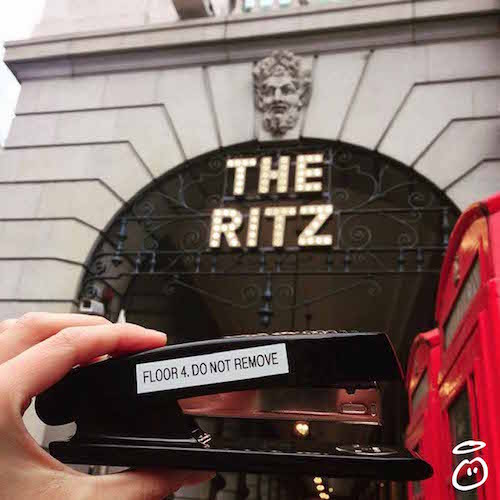 THE
RITZ
FLOOR 4. DO NOT REMOVE